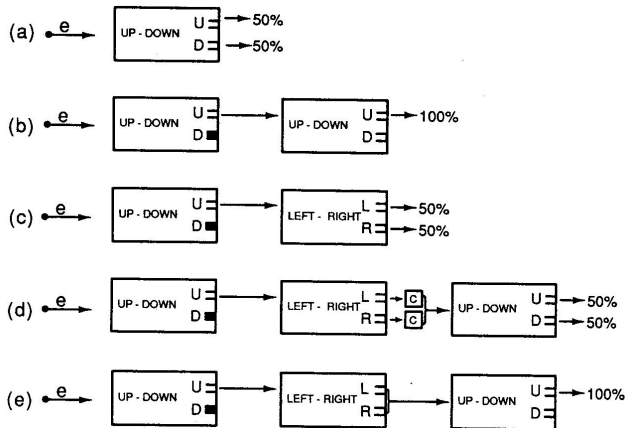 (a) e UP - DOWN U 50%
D 50%
(b) e UP - DOWN U D UP - DOWN U 100%
D
(c) e UP - DOWN U D LEFT - RIGHT L 50%
R 50%
(d) e UP - DOWN U D LEFT - RIGHT L C R C UP - DOWN U 50%
D 50%
(e) e UP - DOWN U D LEFT - RIGHT L R UP - DOWN U 100%
D